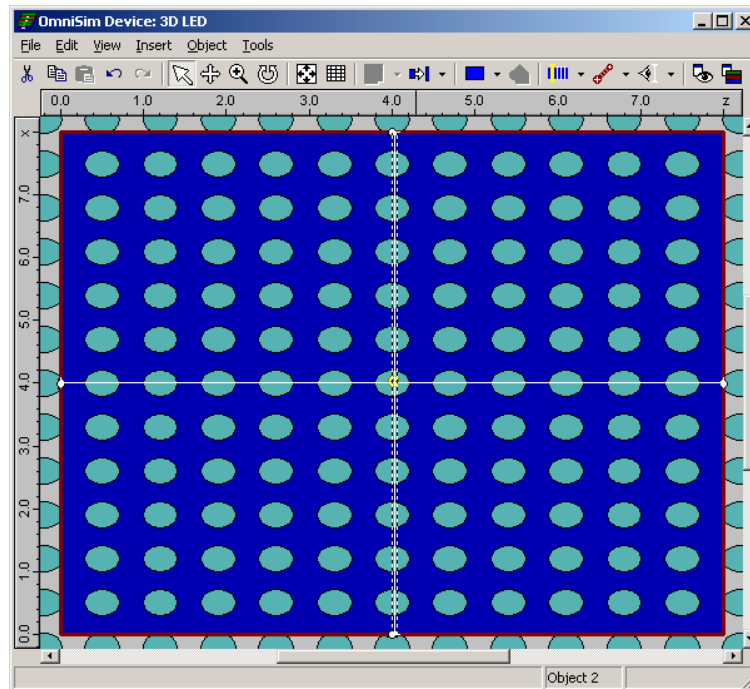 OmniSim Device: 3D LED
File Edit View Insert Object Tools
0.0 1.0 2.0 3.0 4.0 5.0 6.0 7.0 z
x
7.0
6.0
5.0
4.0
3.0
2.0
1.0
0.0
Object 2